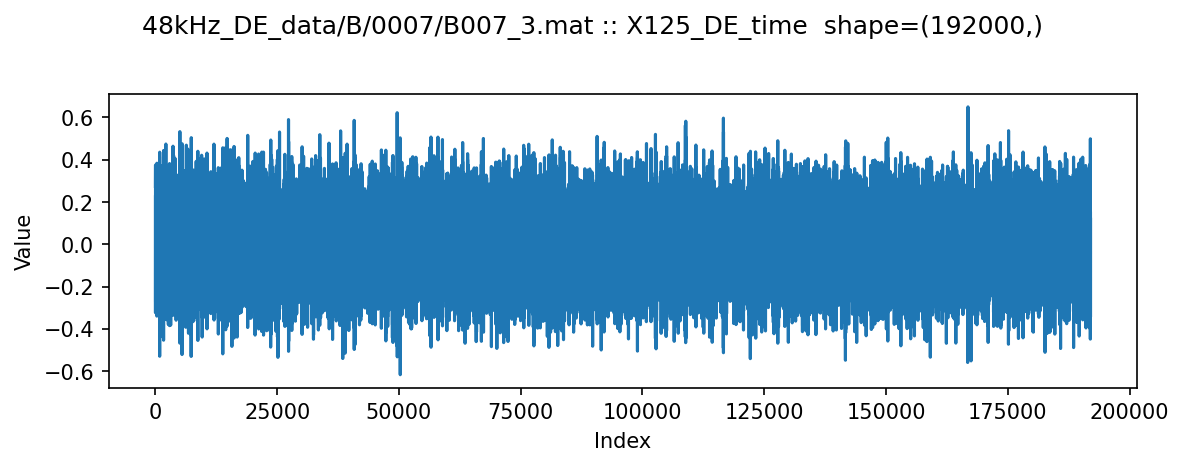 48kHz_DE_data/B/0007/B007_3.mat :: X125_DE_time  shape=(192000,)
0.6
0.4
0.2
0.0
−0.2
−0.4
−0.6
Value
0 25000 50000 75000 100000 125000 150000 175000 200000
Index